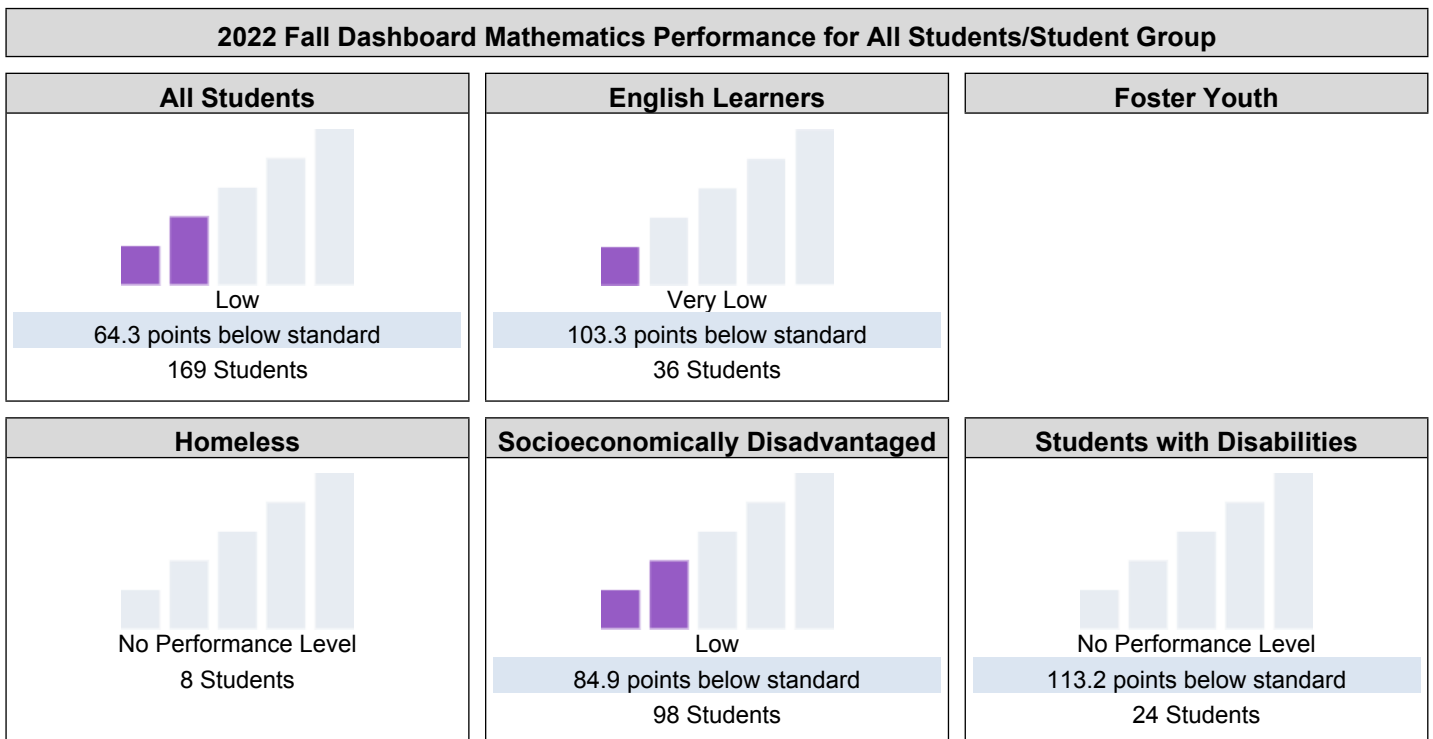 2022 Fall Dashboard Mathematics Performance for All Students/Student Group
All Students
Low
64.3 points below standard
169 Students
English Learners
Very Low
103.3 points below standard
36 Students
Foster Youth
Homeless
No Performance Level
8 Students
Socioeconomically Disadvantaged
Low
84.9 points below standard
98 Students
Students with Disabilities
No Performance Level
113.2 points below standard
24 Students